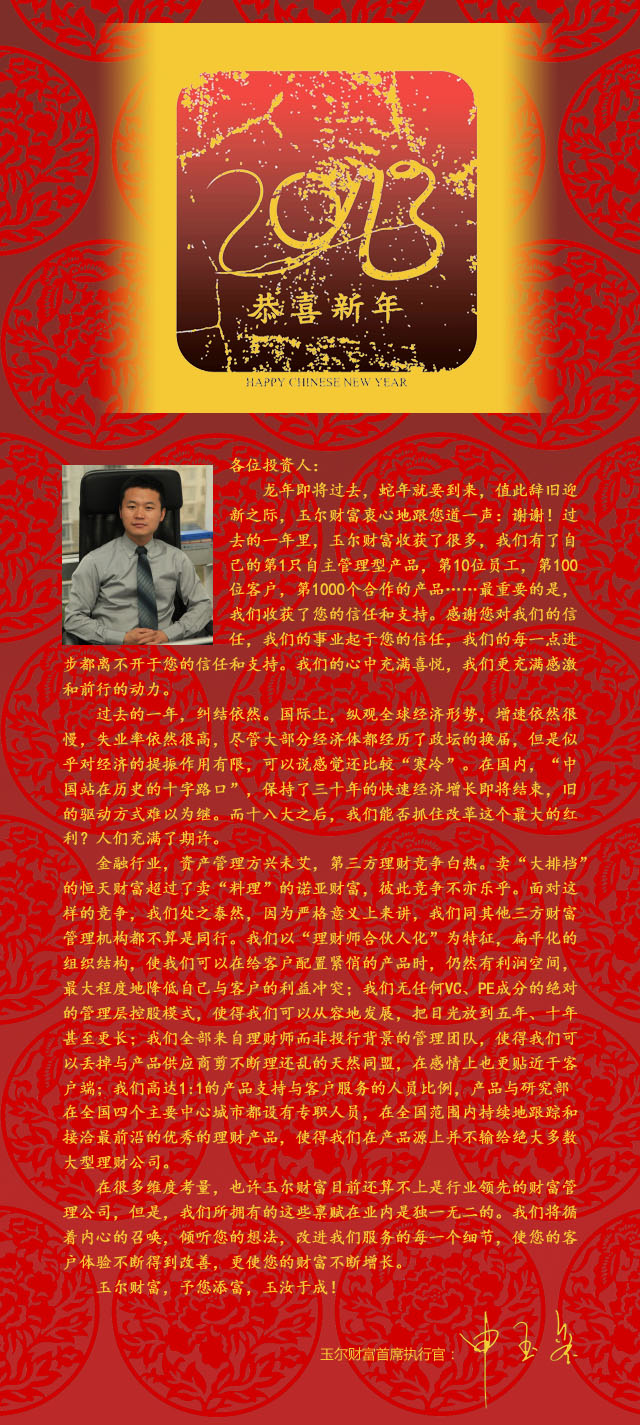 2013
恭喜新年
HAPPY CHINESE NEW YEAR
各位投资人：
龙年即将过去，蛇年就要到来，值此辞旧迎
新之际，玉尔财富衷心地跟您道一声：谢谢！过
去的一年里，玉尔财富收获了很多，我们有了自
己的第1只自主管理型产品，第10位员工，第100
位客户，第1000个合作的产品……最重要的是，
我们收获了您的信任和支持。感谢您对我们的信
任，我们的事业起于您的信任，我们的每一点进
步都离不开于您的信任和支持。我们的心中充满喜悦，我们更充满感激
和前行的动力。
过去的一年，纠结依然。国际上，纵观全球经济形势，增速依然很
慢，失业率依然很高，尽管大部分经济体都经历了政坛的换届，但是似
乎对经济的提振作用有限，可以说感觉还比较“寒冷”。在国内，“中
国站在历史的十字路口”，保持了三十年的快速经济增长即将结束，旧
的驱动方式难以为继。而十八大之后，我们能否抓住改革这个最大的红
利？人们充满了期许。
金融行业，资产管理方兴未艾，第三方理财竞争白热。卖“大排档”
的恒天财富超过了卖“料理”的诺亚财富，彼此竞争不亦乐乎。面对这
样的竞争，我们处之泰然，因为严格意义上来讲，我们同其他三方财富
管理机构都不算是同行。我们以“理财师合伙人化”为特征，扁平化的
组织结构，使我们可以在给客户配置紧俏的产品时，仍然有利润空间，
最大程度地降低自己与客户的利益冲突；我们无任何VC、PE成分的绝对
的管理层控股模式，使得我们可以从容地发展，把目光放到五年、十年
甚至更长；我们全部来自理财师而非投行背景的管理团队，使得我们可
以丢掉与产品供应商剪不断理还乱的天然同盟，在感情上也更贴近于客
户端；我们高达1:1的产品支持与客户服务的人员比例，产品与研究部
在全国四个主要中心城市都设有专职人员，在全国范围内持续地跟踪和
接洽最前沿的优秀的理财产品，使得我们在产品源上并不输给绝大多数
大型理财公司。
在很多维度考量，也许玉尔财富目前还算不上是行业领先的财富管
理公司，但是，我们所拥有的这些禀赋在业内是独一无二的。我们将循
着内心的召唤，倾听您的想法，改进我们服务的每一个细节，使您的客
户体验不断得到改善，更使您的财富不断增长。
玉尔财富，予您添富，玉汝于成！
玉尔财富首席执行官：